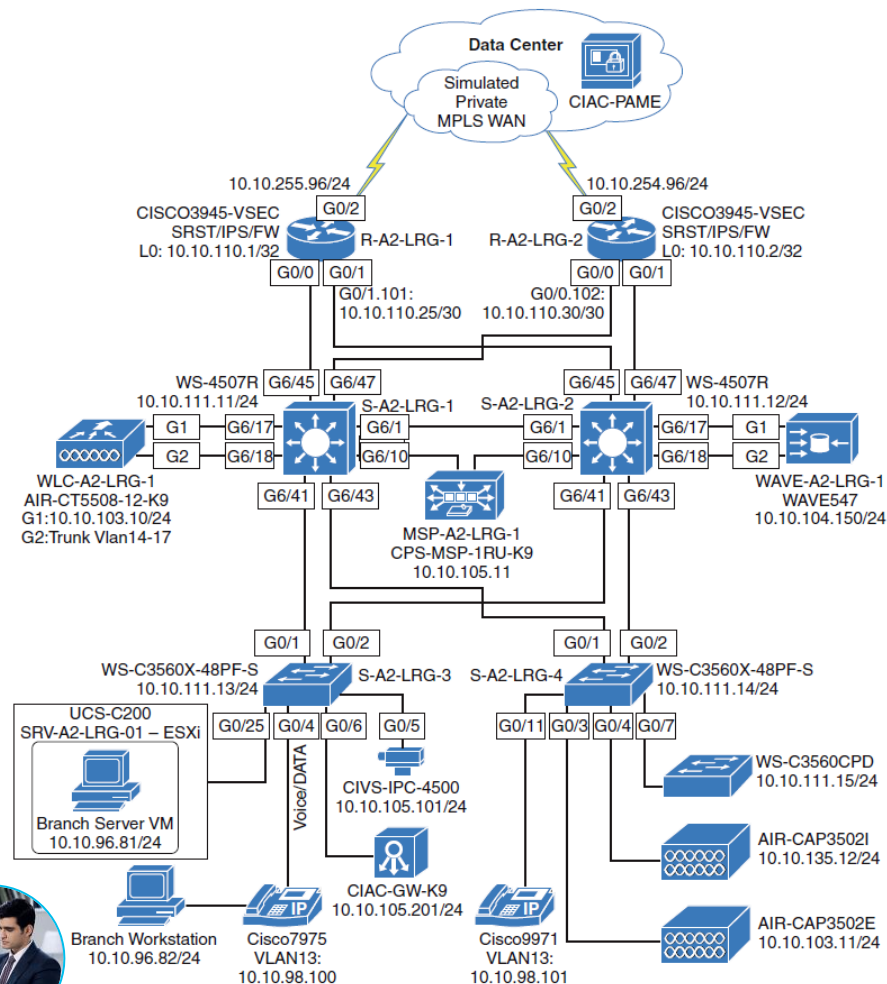 Data Center
Simulated
Private
MPLS WAN
CIAC-PAME
10.10.255.96/24
10.10.254.96/24
CISCO3945-VSEC
SRST/IPS/FW
L0: 10.10.110.1/32
G0/2
R-A2-LRG-1
R-A2-LRG-2
G0/2
CISCO3945-VSEC
SRST/IPS/FW
L0: 10.10.110.2/32
G0/0
G0/1
G0/0
G0/1
G0/1.101:
10.10.110.25/30
G0/0.102:
10.10.110.30/30
WS-4507R
10.10.111.11/24
G6/45
G6/47
G6/45
G6/47
WS-4507R
10.10.111.12/24
S-A2-LRG-1
S-A2-LRG-2
G1
G6/17
G6/1
G6/1
G6/17
G1
G2
G6/18
G6/10
G6/10
G6/18
G2
WLC-A2-LRG-1
AIR-CT5508-12-K9
G1:10.10.103.10/24
G2:Trunk Vlan14-17
G6/41
G6/43
MSP-A2-LRG-1
CPS-MSP-1RU-K9
10.10.105.11
G6/41
G6/43
WAVE-A2-LRG-1
WAVE547
10.10.104.150/24
G0/1
G0/2
G0/1
G0/2
WS-C3560X-48PF-S
10.10.111.13/24
S-A2-LRG-3
S-A2-LRG-4
WS-C3560X-48PF-S
10.10.111.14/24
UCS-C200
SRV-A2-LRG-01 – ESXi
Branch Server VM
10.10.96.81/24
G0/25
G0/4
G0/6
G0/5
G0/11
G0/3
G0/4
G0/7
Voice/DATA
CIVS-IPC-4500
10.10.105.101/24
WS-C3560CPD
10.10.111.15/24
CIAC-GW-K9
10.10.105.201/24
AIR-CAP3502I
10.10.135.12/24
IP
IP
Branch Workstation
10.10.96.82/24
Cisco7975
VLAN13:
10.10.98.100
Cisco9971
VLAN13:
10.10.98.101
AIR-CAP3502E
10.10.103.11/24